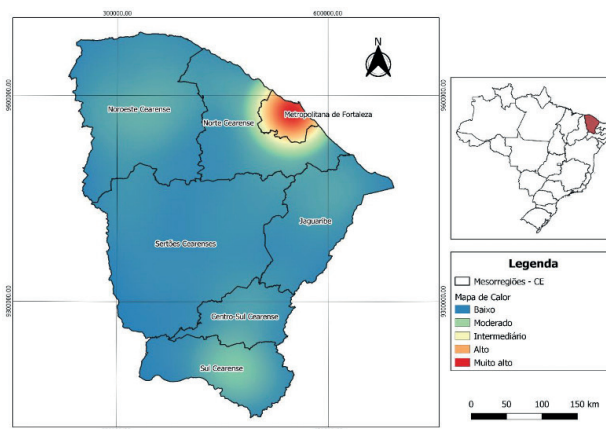 300000.00
600000.00
N
9600000.00
9600000.00
Noroeste Cearense
Norte Cearense
Metropolitana de Fortaleza
Jaguaribe
Sertões Cearenses
9300000.00
9300000.00
Centro-Sul Cearense
Sul Cearense
Legenda
Mesorregiões - CE
Mapa de Calor
Baixo
Moderado
Intermediário
Alto
Muito alto
0 50 100 150 km